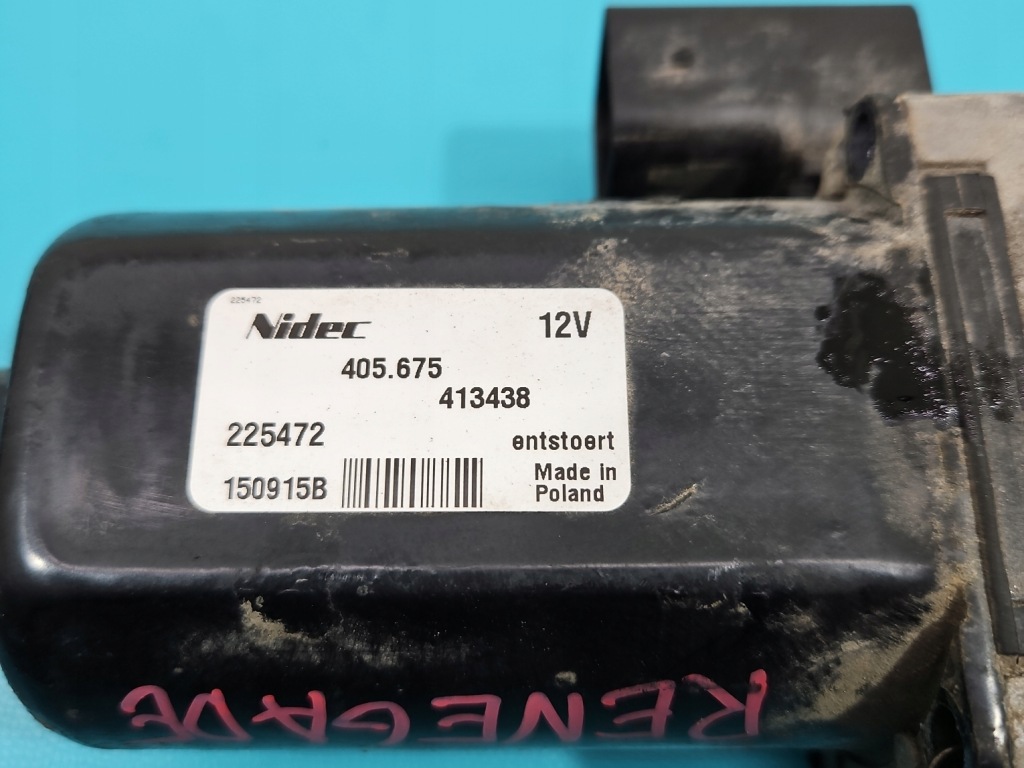 225472
Nidec 12V
405.675
413438
225472 entstoert
150915B Made in
Poland
RENEGADE